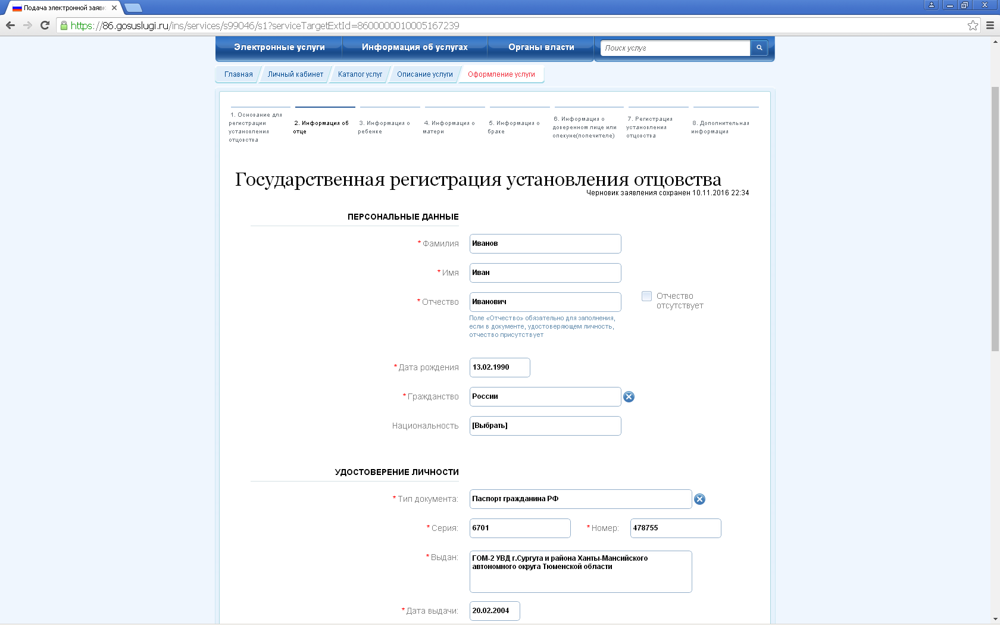 Подача электронной заявк
https://86.gosuslugi.ru/ins/services/s99046/s1?serviceTargetExtId=8600000010005167239
Электронные услуги Информация об услугах Органы власти Поиск услуг
Главная Личный кабинет Каталог услуг Описание услуги Оформление услуги
1. Основание для
регистрации
установления
отцовства
2. Информация об
отце
3. Информация о
ребенке
4. Информация о
матери
5. Информация о
браке
6. Информация о
доверенном лице или
опекуне(попечителе)
7. Регистрация
установления
отцовства
8. Дополнительная
информация
Государственная регистрация установления отцовства
Черновик заявления сохранен 10.11.2016 22:34
ПЕРСОНАЛЬНЫЕ ДАННЫЕ
* Фамилия Иванов
* Имя Иван
* Отчество Иванович
Отчество
отсутствует
Поле «Отчество» обязательно для заполнения,
если в документе, удостоверяющем личность,
отчество присутствует
* Дата рождения 13.02.1990
* Гражданство России
Национальность [Выбрать]
УДОСТОВЕРЕНИЕ ЛИЧНОСТИ
* Тип документа: Паспорт гражданина РФ
* Серия: 6701 * Номер: 478755
* Выдан: ГОМ-2 УВД г.Сургута и района Ханты-Мансийского
автономного округа Тюменской области
* Дата выдачи: 20.02.2004